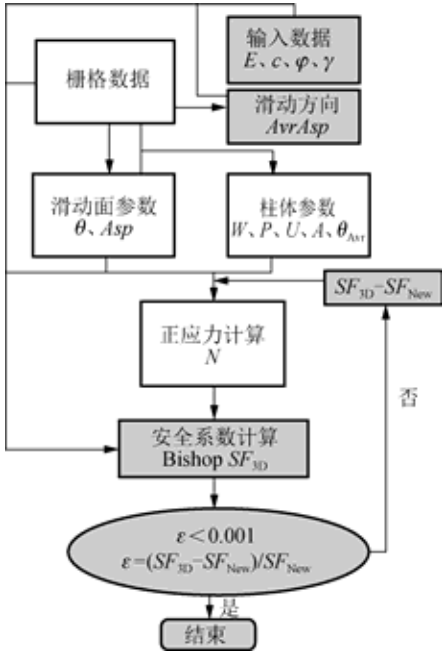 输入数据
E、c、φ、γ
栅格数据
滑动方向
AvrAsp
滑动面参数
θ、Asp
柱体参数
W、P、U、A、θAvr
SF3D-SFNew
正应力计算
N
否
安全系数计算
Bishop SF3D
ε<0.001
ε=(SF3D-SFNew)/SFNew
是
结束